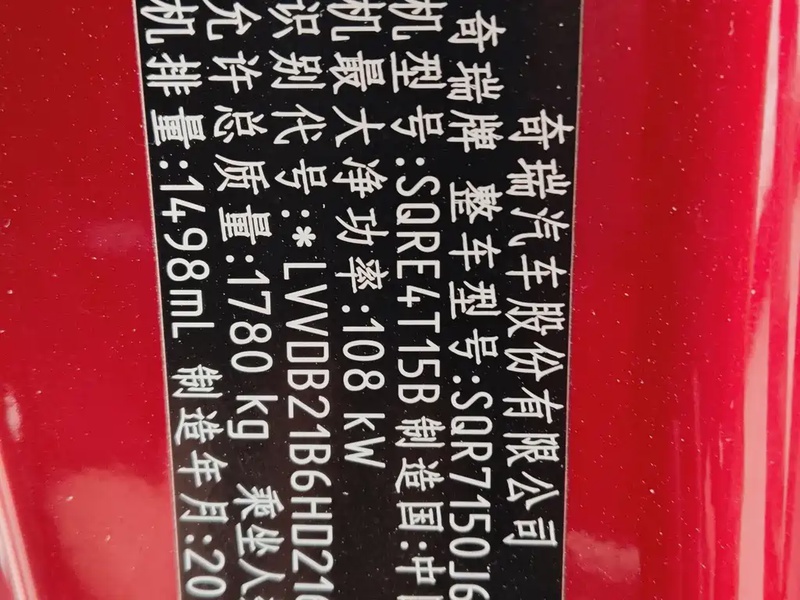 奇瑞汽车股份有限公司
奇瑞牌 整车型号:SQR7150J6
机型号:SQRE4T15B 制造国:中
机最大净功率:108 kW
识别代号:*LVVDB21B6HD216
允许总质量:1780 kg 乘坐人
机排量:1498mL 制造年月:20